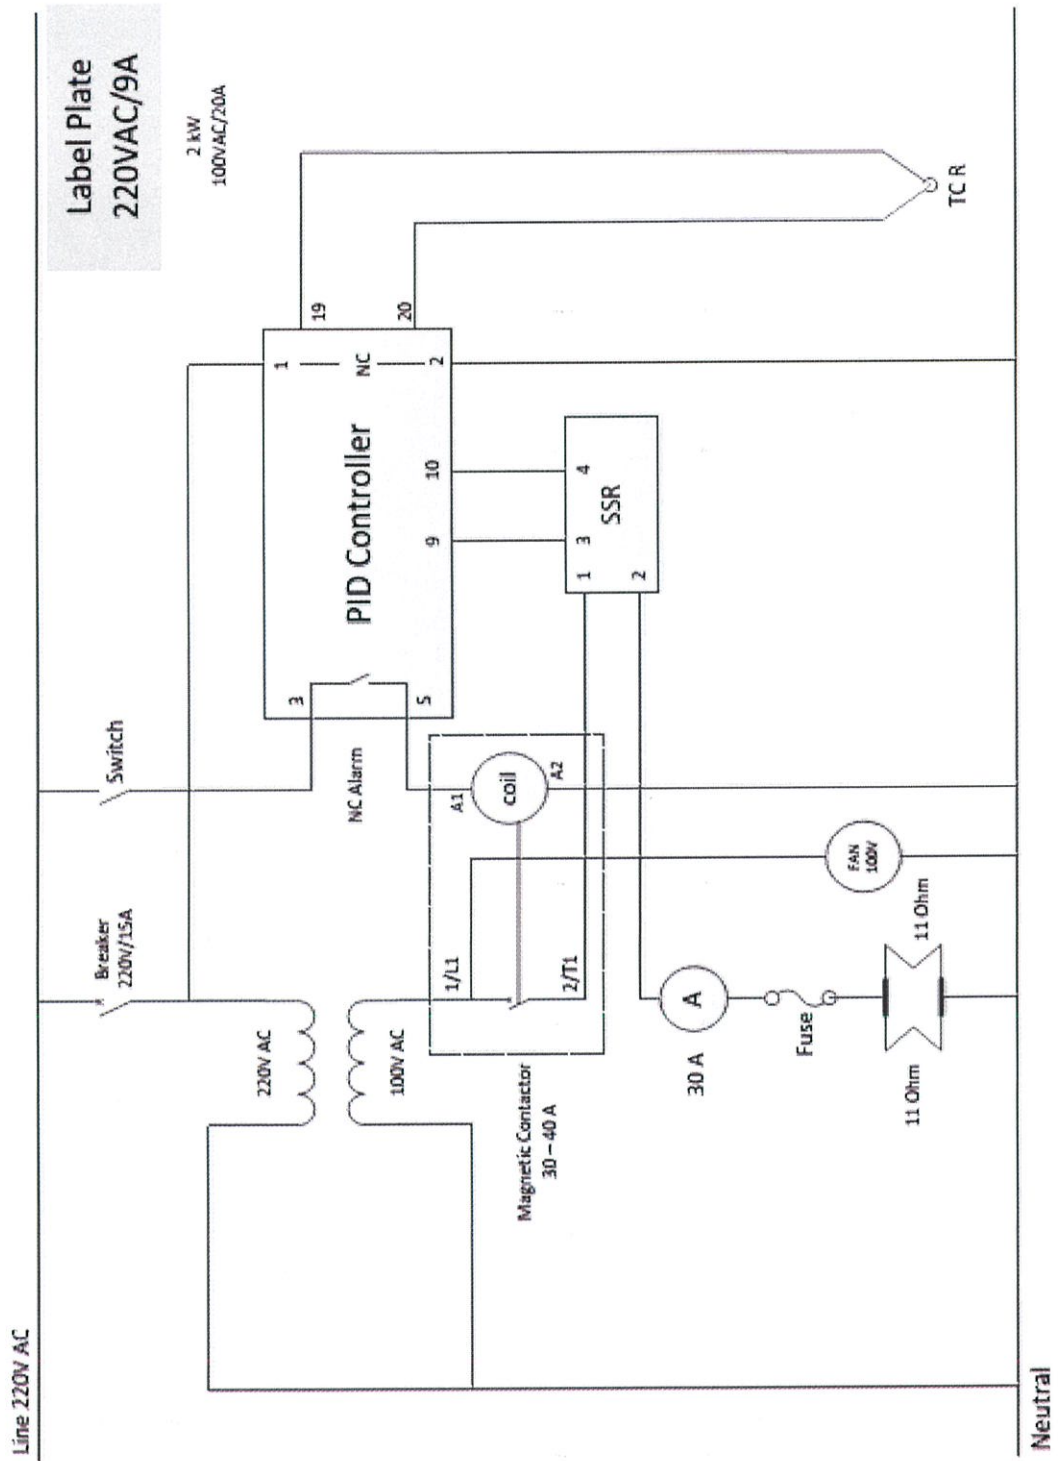 Line 220V AC
Label Plate
220VAC/9A
2 kW
100VAC/20A
Breaker
220V/15A
Switch
220V AC
100V AC
NC Alarm
3
5
PID Controller
1
NC
2
9
10
19
20
TC R
Magnetic Contactor
30 – 40 A
1/L1
2/T1
A1
coil
A2
SSR
1
2
3
4
30 A
A
Fuse
FAN
100V
11 Ohm
11 Ohm
Neutral